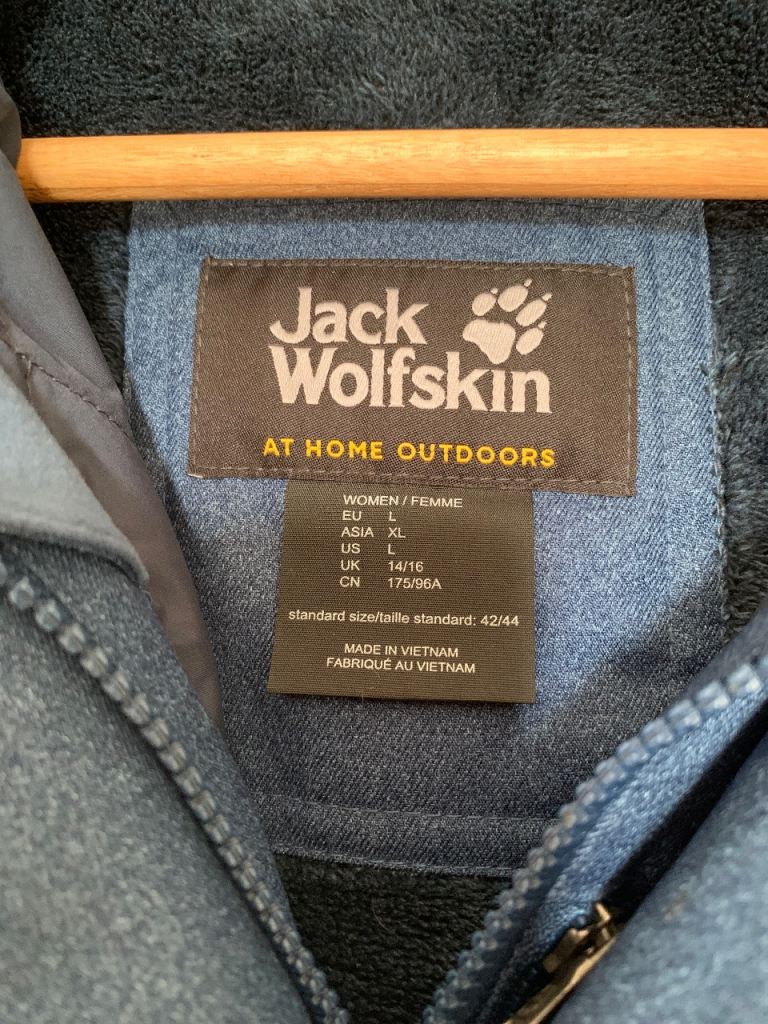 Jack
Wolfskin
AT HOME OUTDOORS
WOMEN / FEMME
EU L
ASIA XL
US L
UK 14/16
CN 175/96A
standard size/taille standard: 42/44
MADE IN VIETNAM
FABRIQUÉ AU VIETNAM